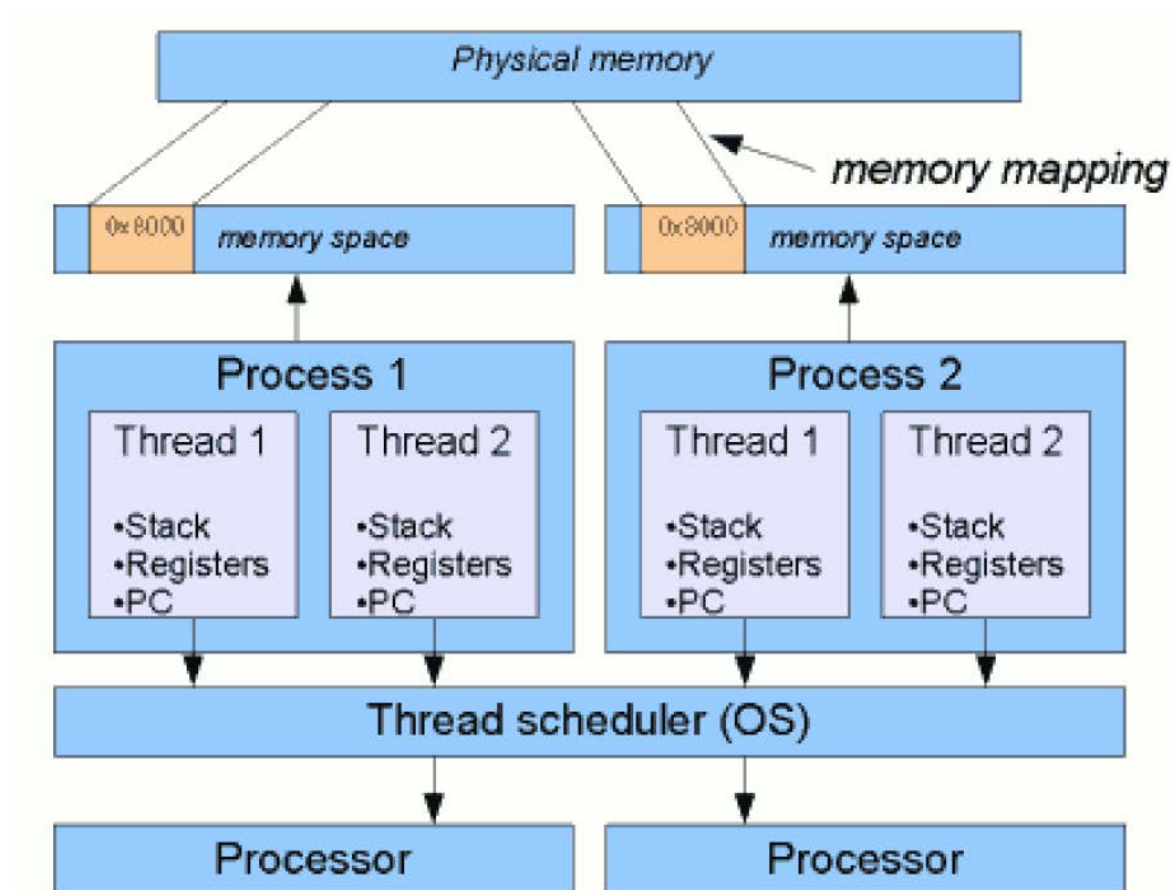 Physical memory
memory mapping
0x8000 memory space 0x8000 memory space
Process 1 Process 2
Thread 1 Thread 2 Thread 1 Thread 2
•Stack •Stack •Stack •Stack
•Registers •Registers •Registers •Registers
•PC •PC •PC •PC
Thread scheduler (OS)
Processor Processor